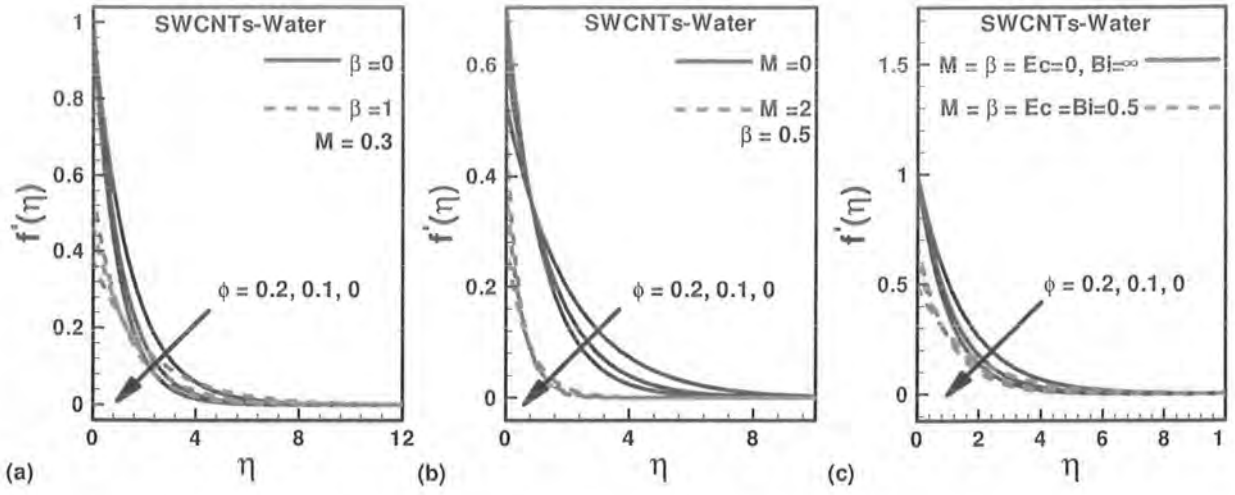 SWCNTs-Water
β =0
β =1
M = 0.3
f'(η)
1
0.8
0.6
0.4
0.2
0
ϕ = 0.2, 0.1, 0
0 4 8 12
(a)
η
SWCNTs-Water
M =0
M =2
β = 0.5
f'(η)
0.6
0.4
0.2
0
ϕ = 0.2, 0.1, 0
0 4 8
(b)
η
SWCNTs-Water
M = β = Ec=0, Bi=∞
M = β = Ec =Bi=0.5
f'(η)
1.5
1
0.5
0
ϕ = 0.2, 0.1, 0
0 2 4 6 8 1
(c)
η